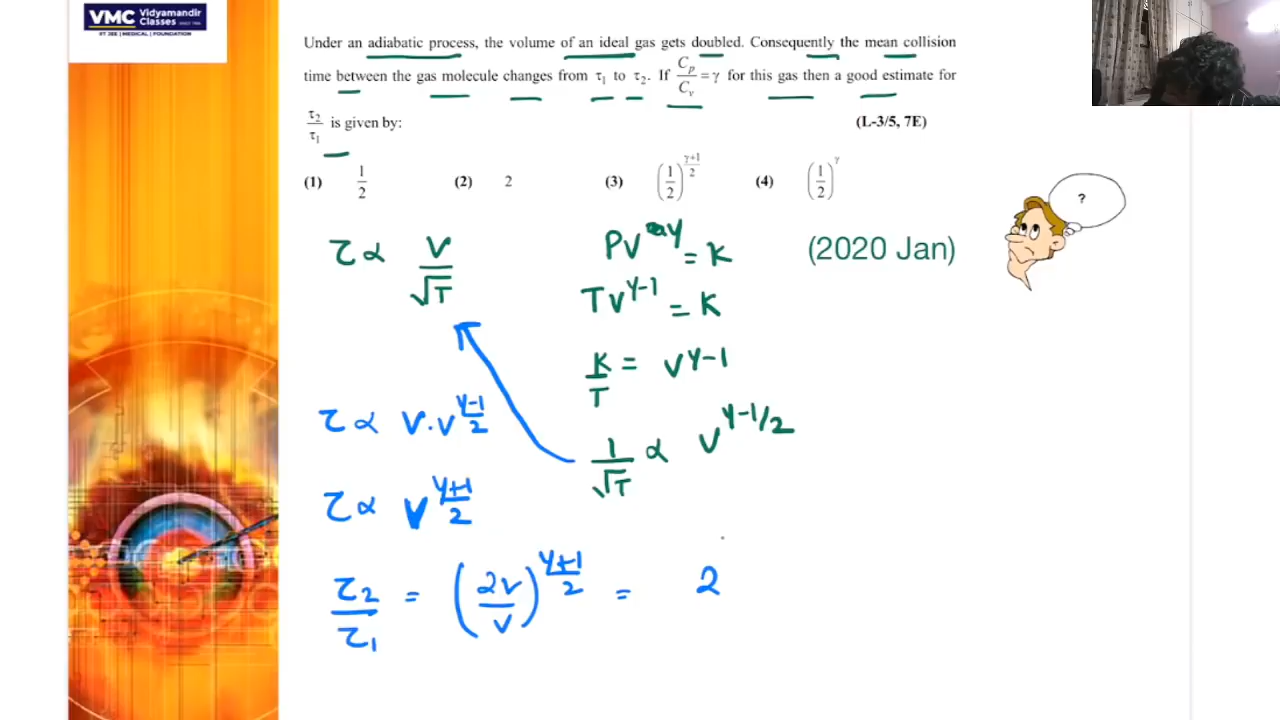 VMC Vidyamandir Classes
IIT JEE | MEDICAL | FOUNDATION
Under an adiabatic process, the volume of an ideal gas gets doubled. Consequently the mean collision
time between the gas molecule changes from τ₁ to τ₂. If C_p/C_v = γ for this gas then a good estimate for
τ₂/τ₁ is given by: (L-3/5, 7E)
(1) 1/2 (2) 2 (3) (1/2)^((γ+1)/2) (4) (1/2)^γ
?
τ ∝ V/√T
PV^γ = K
(2020 Jan)
TV^(γ-1) = K
K/T = V^(γ-1)
1/√T ∝ V^(γ-1/2)
τ ∝ V.V^((γ-1)/2)
τ ∝ V^((γ+1)/2)
τ₂/τ₁ = (2V/V)^((γ+1)/2) = 2